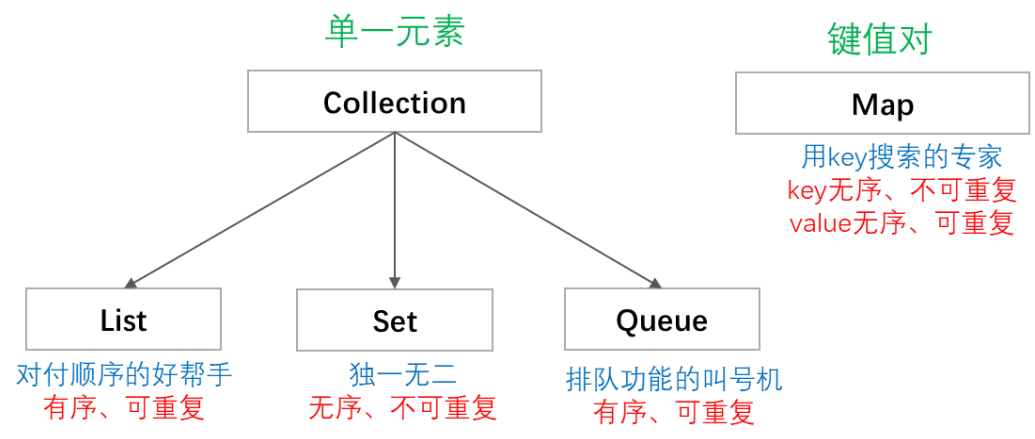 单一元素
键值对
Collection
Map
用key搜索的专家
key无序、不可重复
value无序、可重复
List
Set
Queue
对付顺序的好帮手
独一无二
排队功能的叫号机
有序、可重复
无序、不可重复
有序、可重复